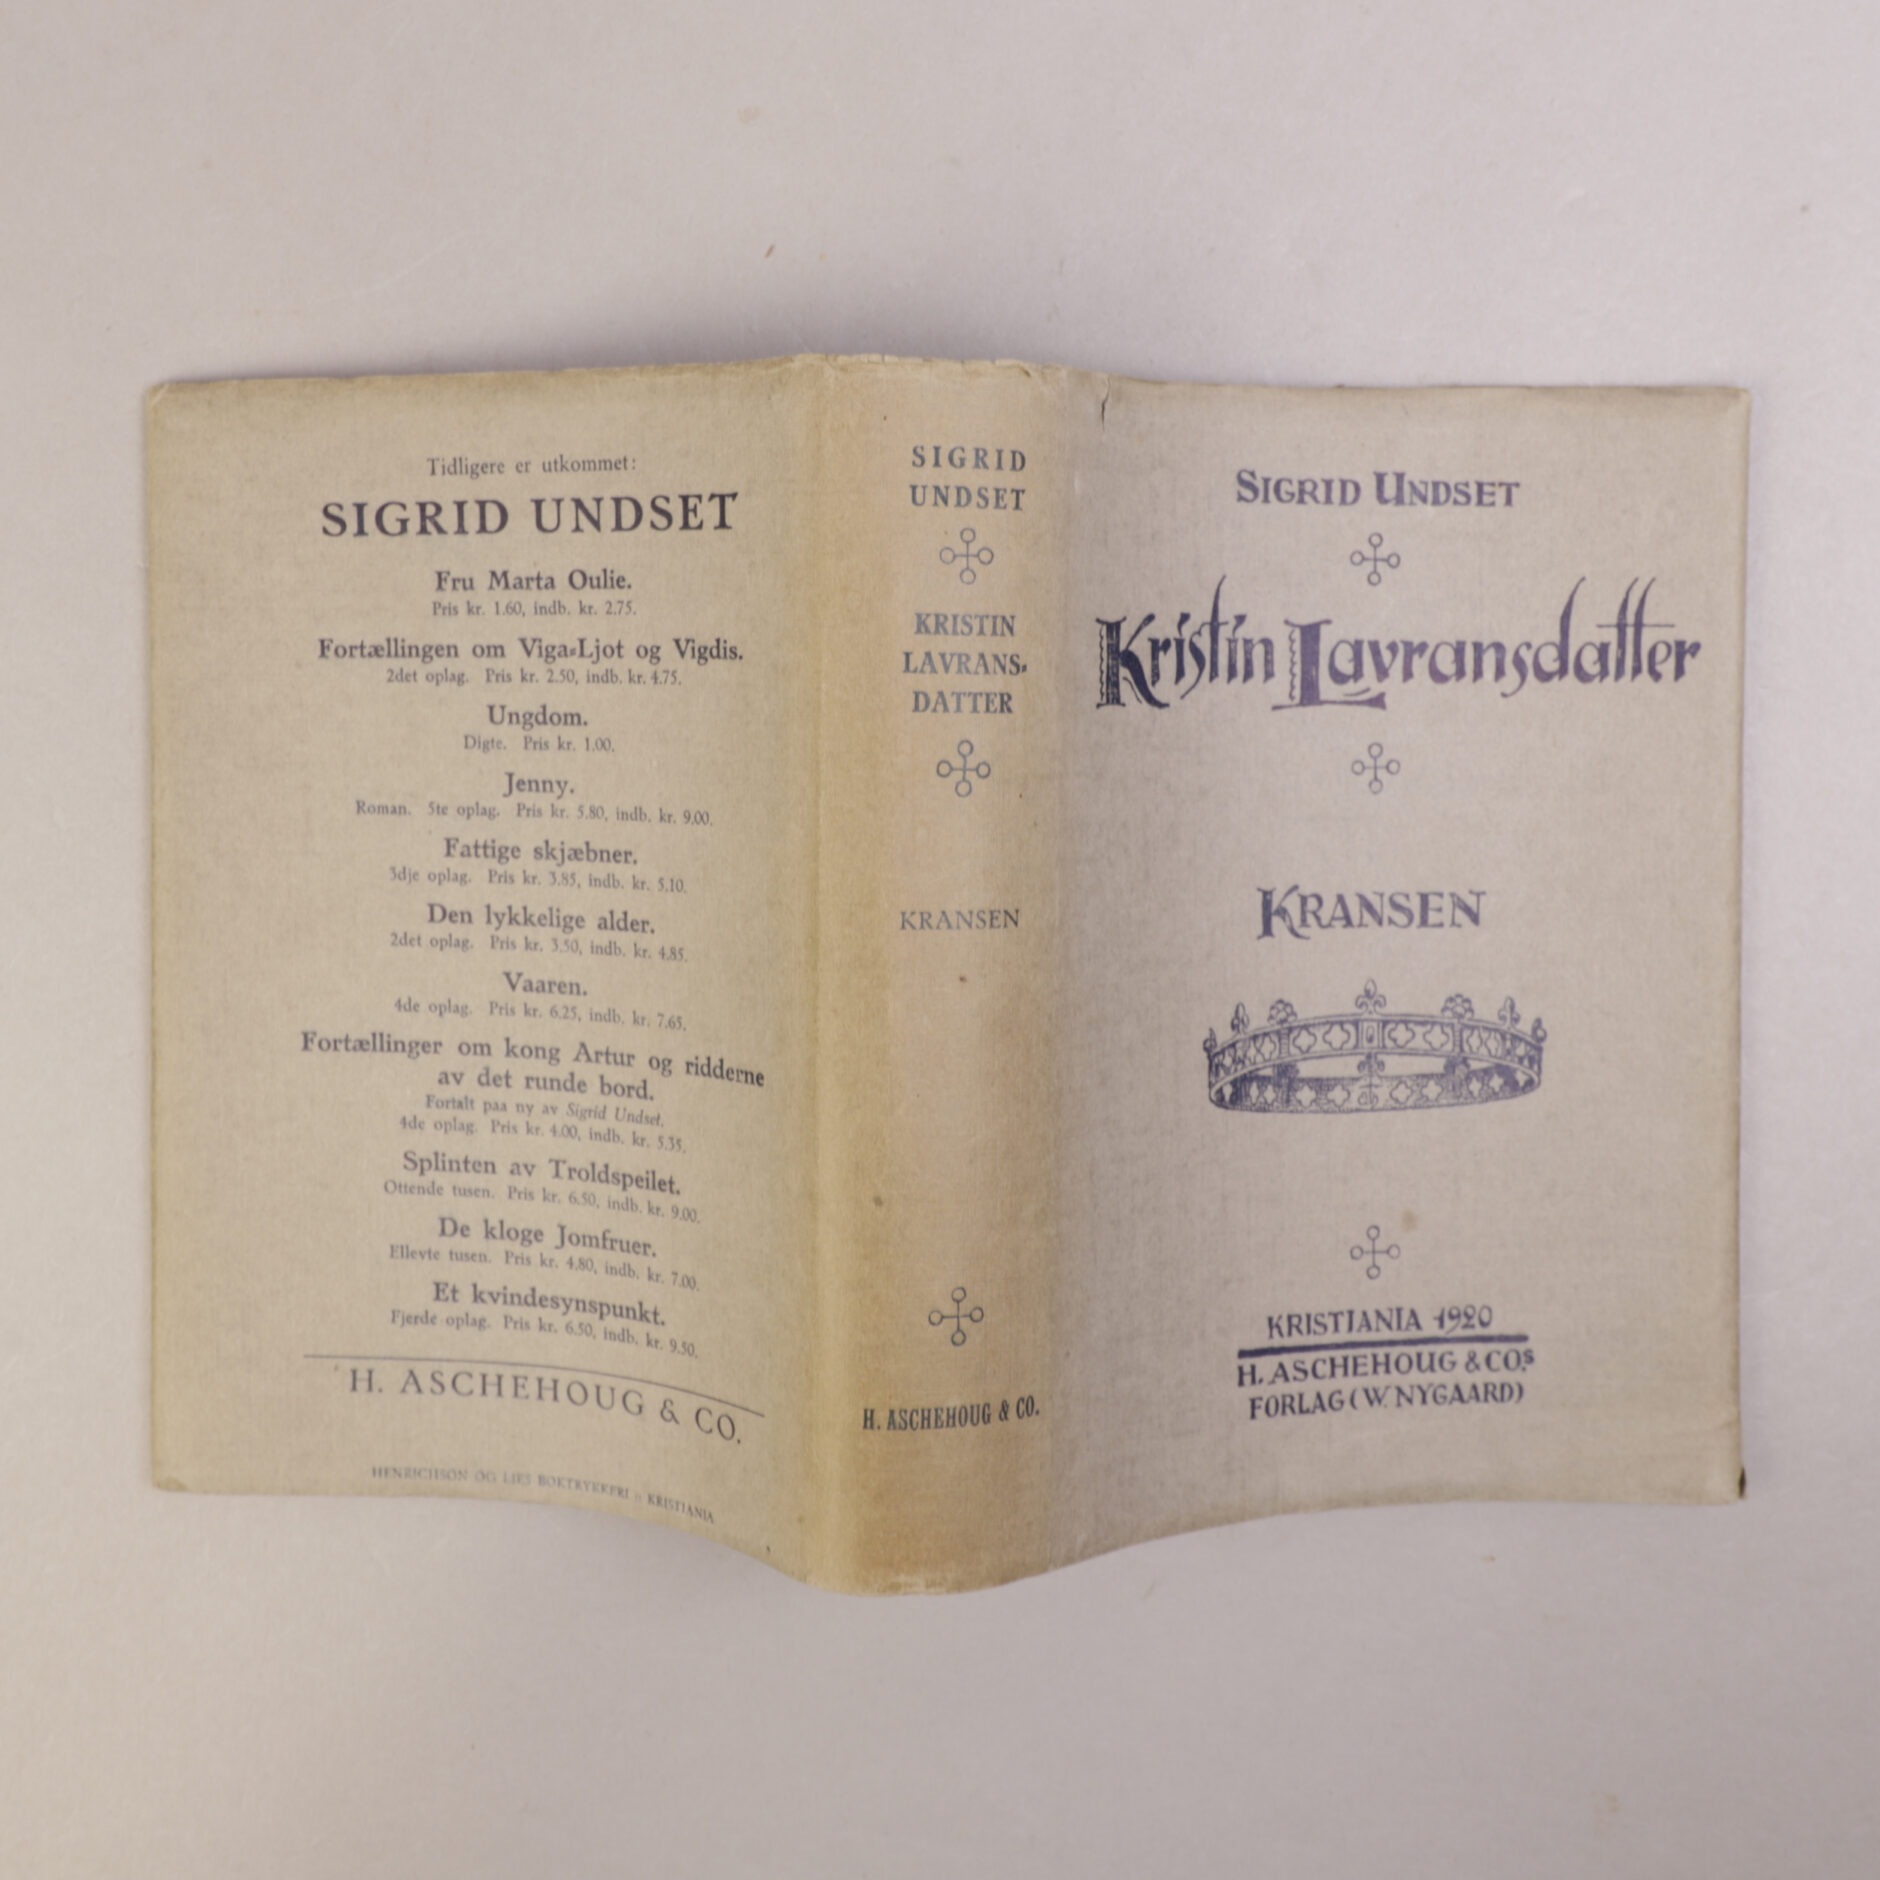 Tidligere er utkommet:
SIGRID UNDSET
Fru Marta Oulie.
Pris kr. 1.60, indb. kr. 2.75.
Fortællingen om Viga-Ljot og Vigdis.
2det oplag. Pris kr. 2.50, indb. kr. 4.75.
Ungdom.
Digte. Pris kr. 1.00.
Jenny.
Roman. 5te oplag. Pris kr. 5.80, indb. kr. 9.00.
Fattige skjæbner.
3dje oplag. Pris kr. 3.85, indb. kr. 5.10.
Den lykkelige alder.
2det oplag. Pris kr. 3.50, indb. kr. 4.85.
Vaaren.
4de oplag. Pris kr. 6.25, indb. kr. 7.65.
Fortællinger om kong Artur og ridderne
av det runde bord.
Fortalt paa ny av Sigrid Undset.
4de oplag. Pris kr. 4.00, indb. kr. 5.35.
Splinten av Troldspeilet.
Ottende tusen. Pris kr. 6.50, indb. kr. 9.00.
De kloge Jomfruer.
Ellevte tusen. Pris kr. 4.80, indb. kr. 7.00.
Et kvindesynspunkt.
Fjerde oplag. Pris kr. 6.50, indb. kr. 9.50.
H. ASCHEHOUG & CO.
HENRICHSON OG LIES BOKTRYKKERI :: KRISTIANIA
SIGRID
UNDSET
KRISTIN
LAVRANS-
DATTER
KRANSEN
H. ASCHEHOUG & CO.
SIGRID UNDSET
Kristin Lavransdatter
KRANSEN
KRISTIANIA 1920
H. ASCHEHOUG & CO.S
FORLAG (W. NYGAARD)